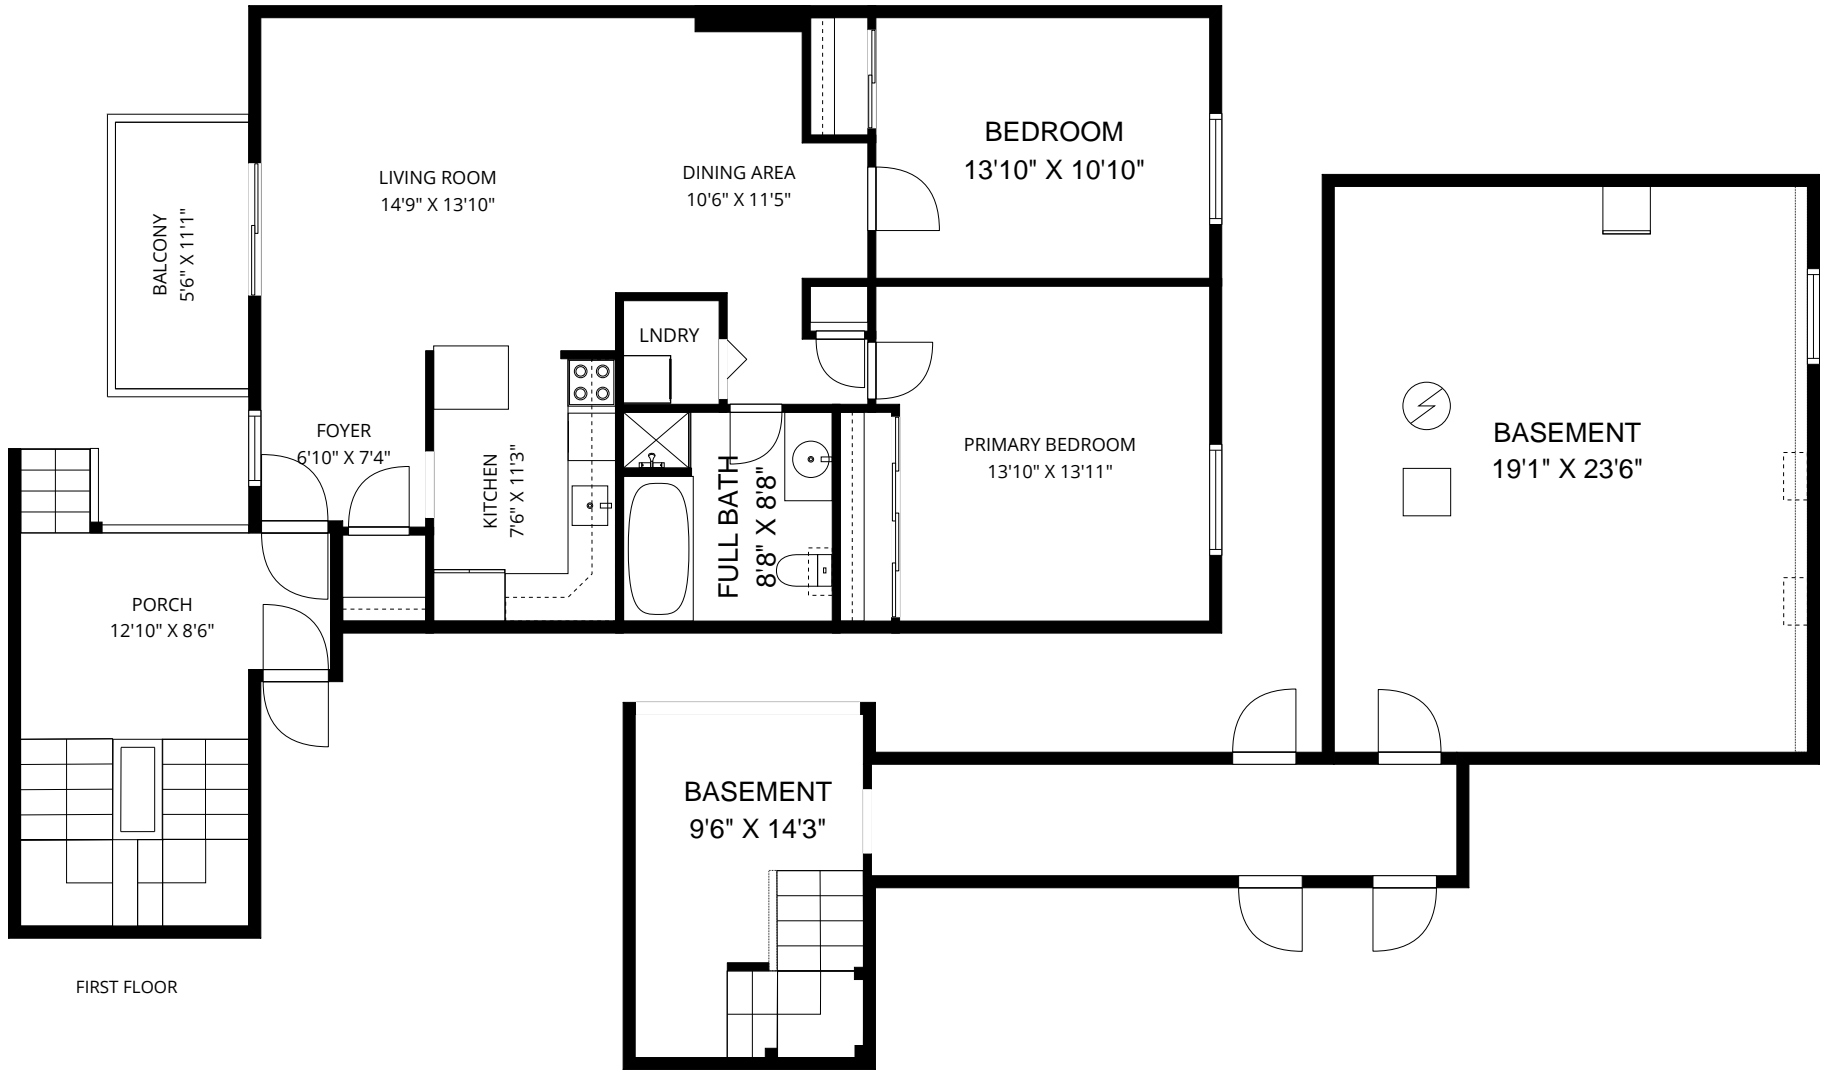 BEDROOM
13'10" X 10'10"
LIVING ROOM
14'9" X 13'10"
DINING AREA
10'6" X 11'5"
BALCONY
5'6" X 11'1"
LNDRY
FOYER
6'10" X 7'4"
KITCHEN
7'6" X 11'3"
FULL BATH
8'8" X 8'8"
PRIMARY BEDROOM
13'10" X 13'11"
BASEMENT
19'1" X 23'6"
PORCH
12'10" X 8'6"
BASEMENT
9'6" X 14'3"
FIRST FLOOR